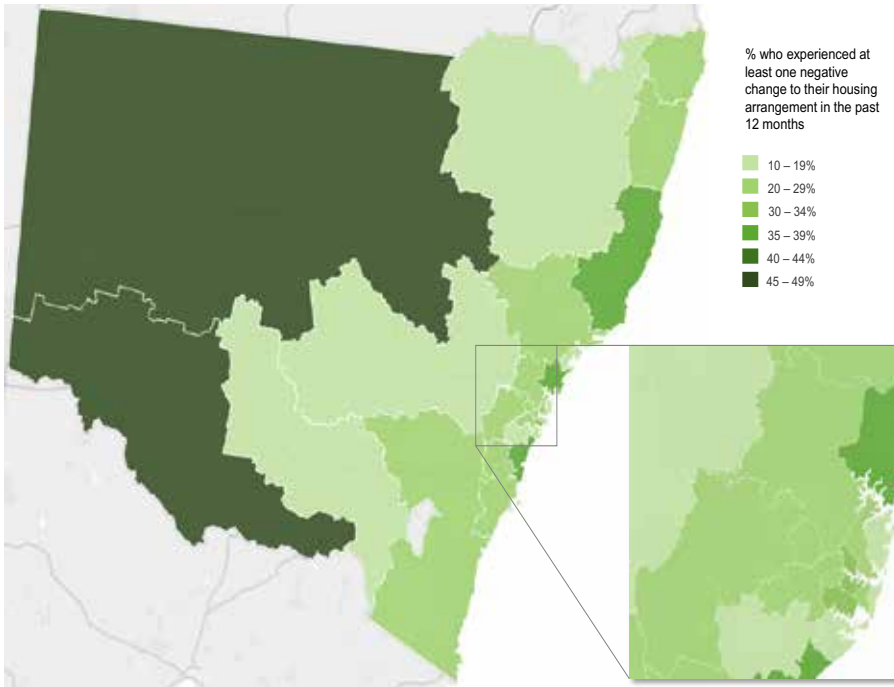 % who experienced at
least one negative
change to their housing
arrangement in the past
12 months
10 – 19%
20 – 29%
30 – 34%
35 – 39%
40 – 44%
45 – 49%